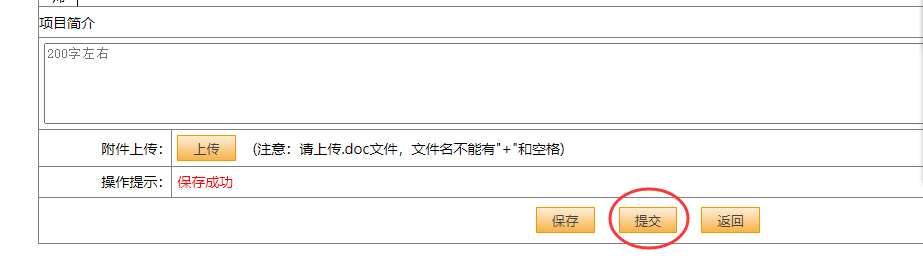 项目简介
200字左右
附件上传： 上传 (注意：请上传.doc文件，文件名不能有"+"和空格)
操作提示： 保存成功
保存 提交 返回